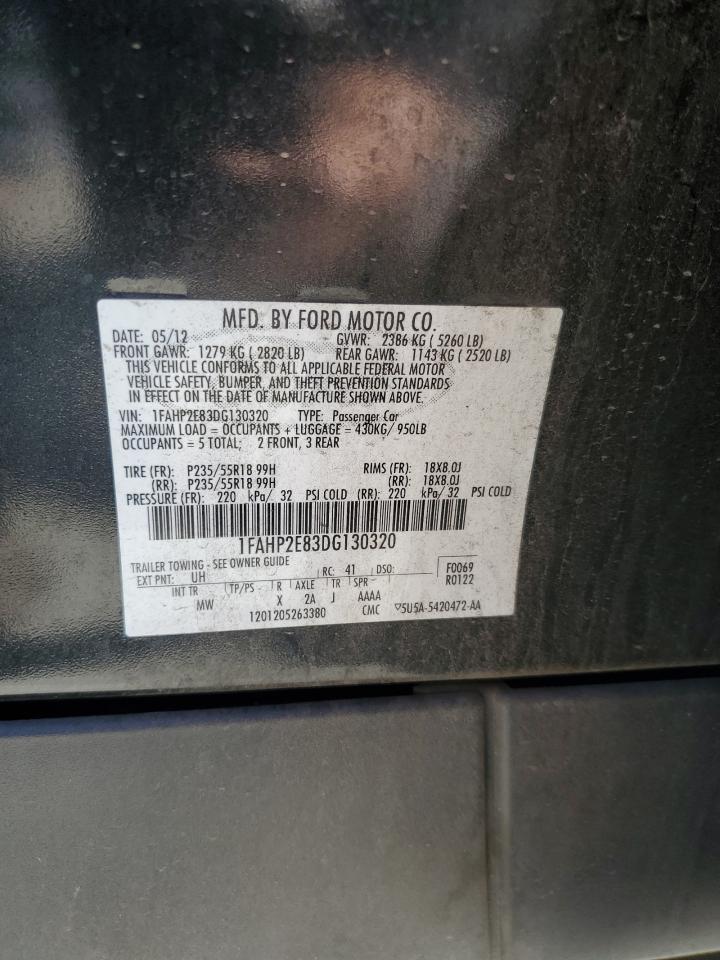 MFD. BY FORD MOTOR CO.
DATE: 05/12 GVWR: 2386 KG ( 5260 LB)
FRONT GAWR: 1279 KG ( 2820 LB) REAR GAWR: 1143 KG ( 2520 LB)
THIS VEHICLE CONFORMS TO ALL APPLICABLE FEDERAL MOTOR
VEHICLE SAFETY, BUMPER, AND THEFT PREVENTION STANDARDS
IN EFFECT ON THE DATE OF MANUFACTURE SHOWN ABOVE.
VIN: 1FAHP2E83DG130320 TYPE: Passenger Car
MAXIMUM LOAD = OCCUPANTS + LUGGAGE = 430KG/ 950LB
OCCUPANTS = 5 TOTAL; 2 FRONT, 3 REAR
TIRE (FR): P235/55R18 99H RIMS (FR): 18X8.0J
(RR): P235/55R18 99H (RR): 18X8.0J
PRESSURE (FR): 220 kPa/ 32 PSI COLD (RR): 220 kPa/ 32 PSI COLD
1FAHP2E83DG130320
TRAILER TOWING - SEE OWNER GUIDE
EXT PNT: UH RC: 41 DSO: F0069
R0122
INT TR TP/PS R AXLE TR SPR
MW X 2A J AAAA
1201205263380 CMC ▽5U5A-5420472-AA